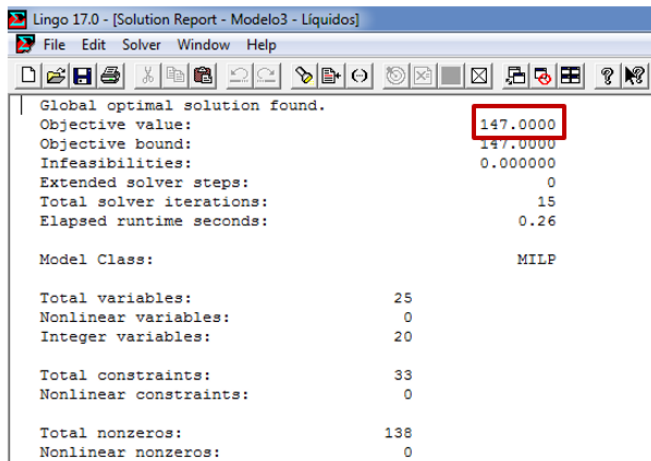 Lingo 17.0 - [Solution Report - Modelo3 - Líquidos]
File Edit Solver Window Help
Global optimal solution found.
Objective value: 147.0000
Objective bound: 147.0000
Infeasibilities: 0.000000
Extended solver steps: 0
Total solver iterations: 15
Elapsed runtime seconds: 0.26
Model Class: MILP
Total variables: 25
Nonlinear variables: 0
Integer variables: 20
Total constraints: 33
Nonlinear constraints: 0
Total nonzeros: 138
Nonlinear nonzeros: 0